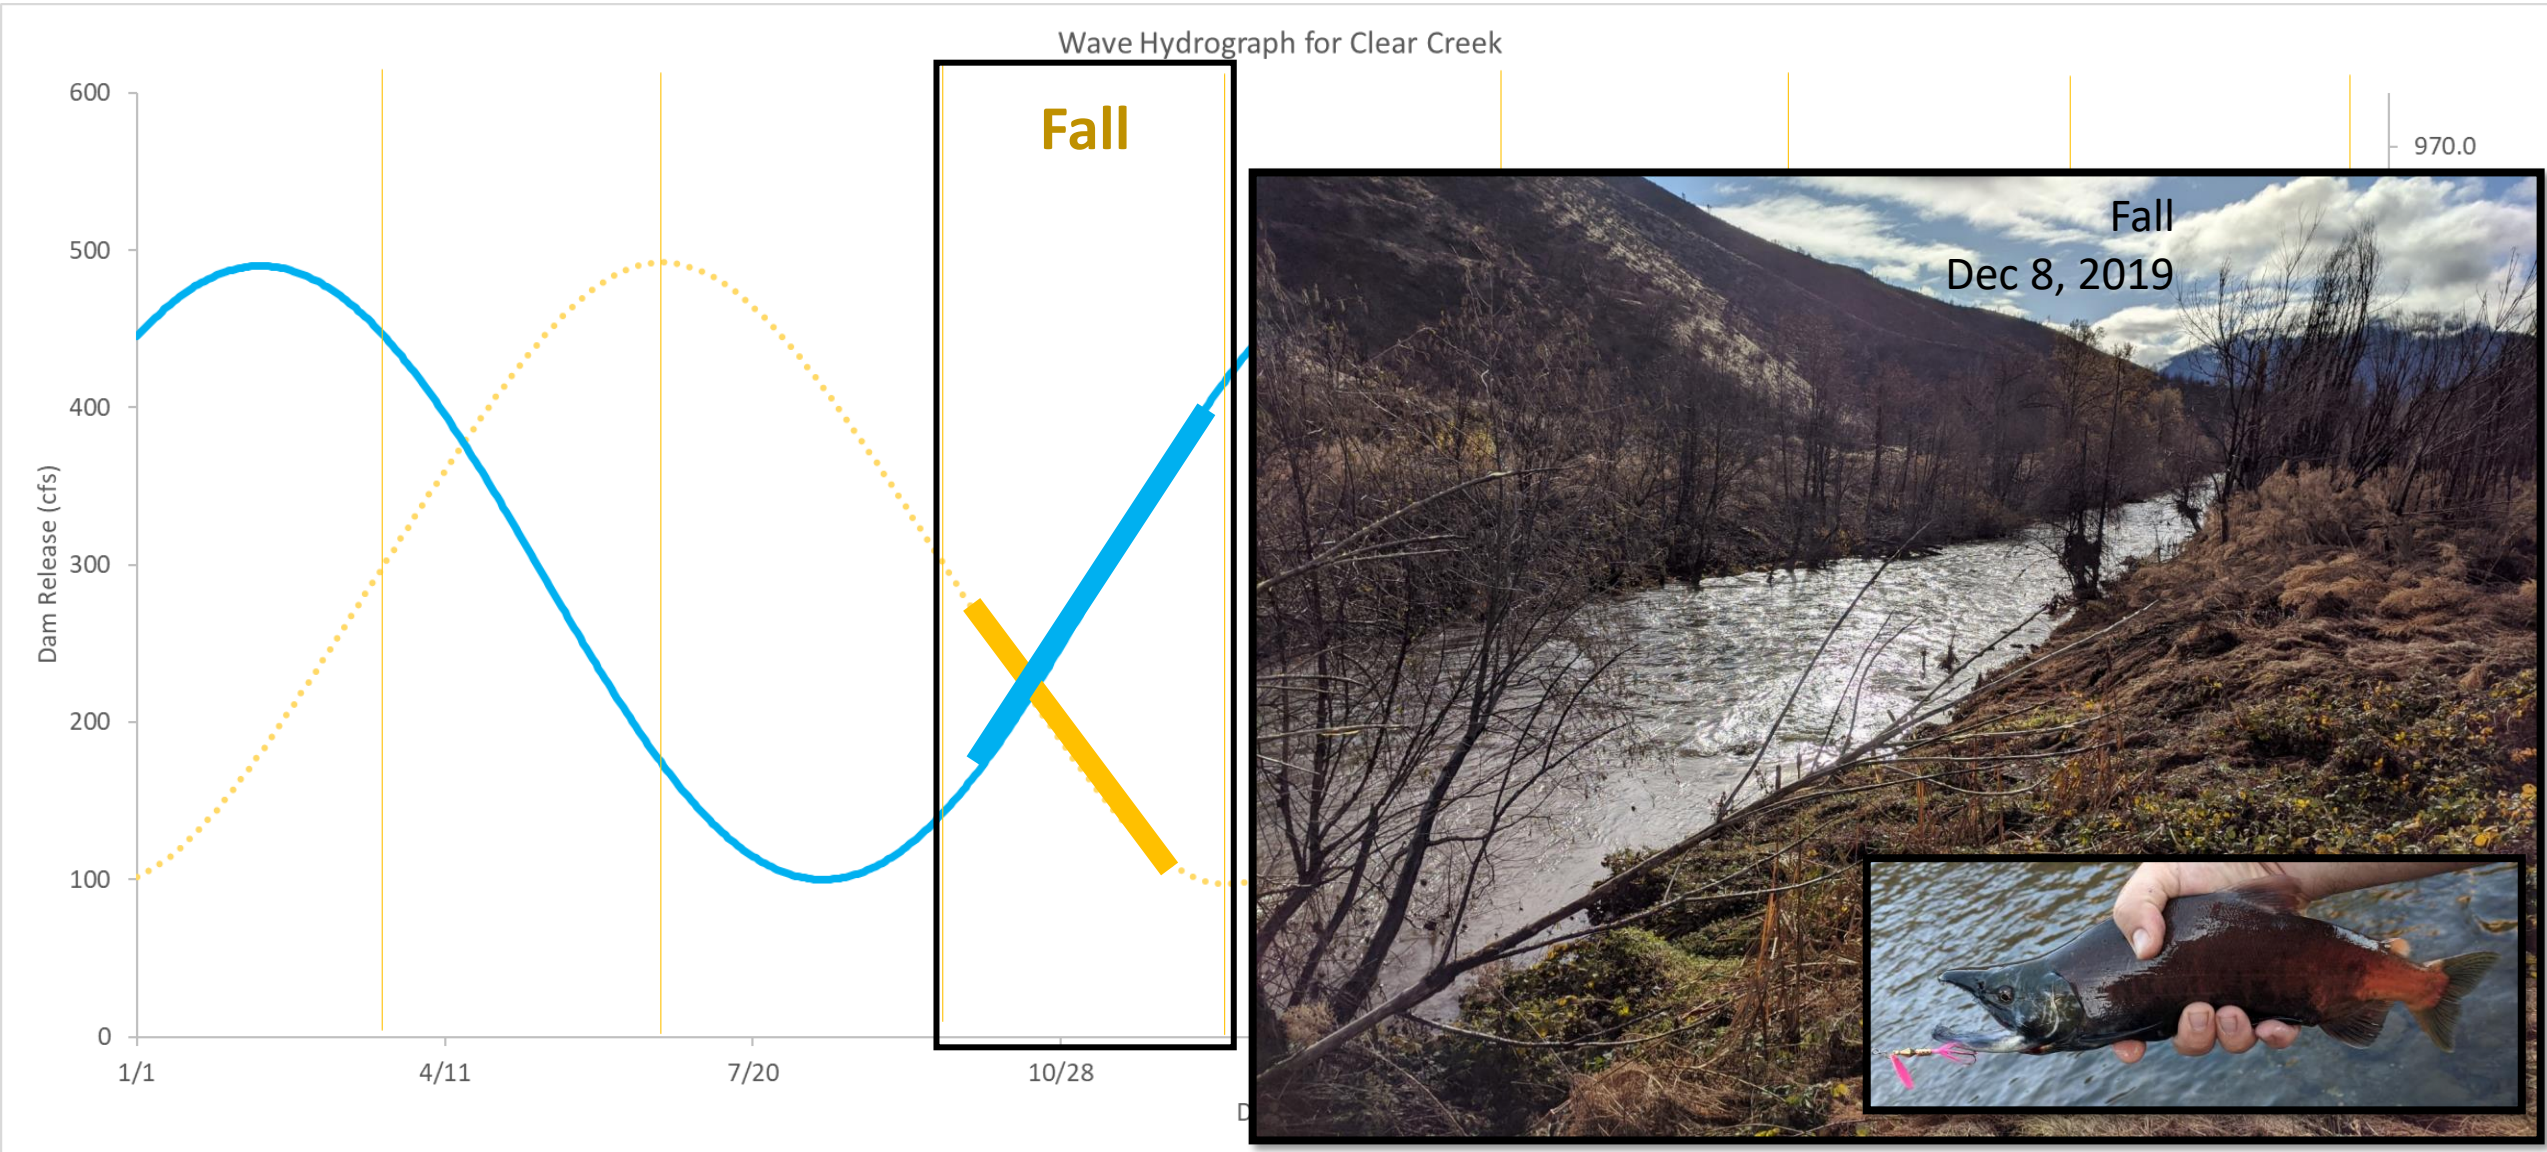 Wave Hydrograph for Clear Creek
600
500
400
300
200
100
0
Dam Release (cfs)
1/1
4/11
7/20
10/28
Fall
970.0
Fall
Dec 8, 2019
D